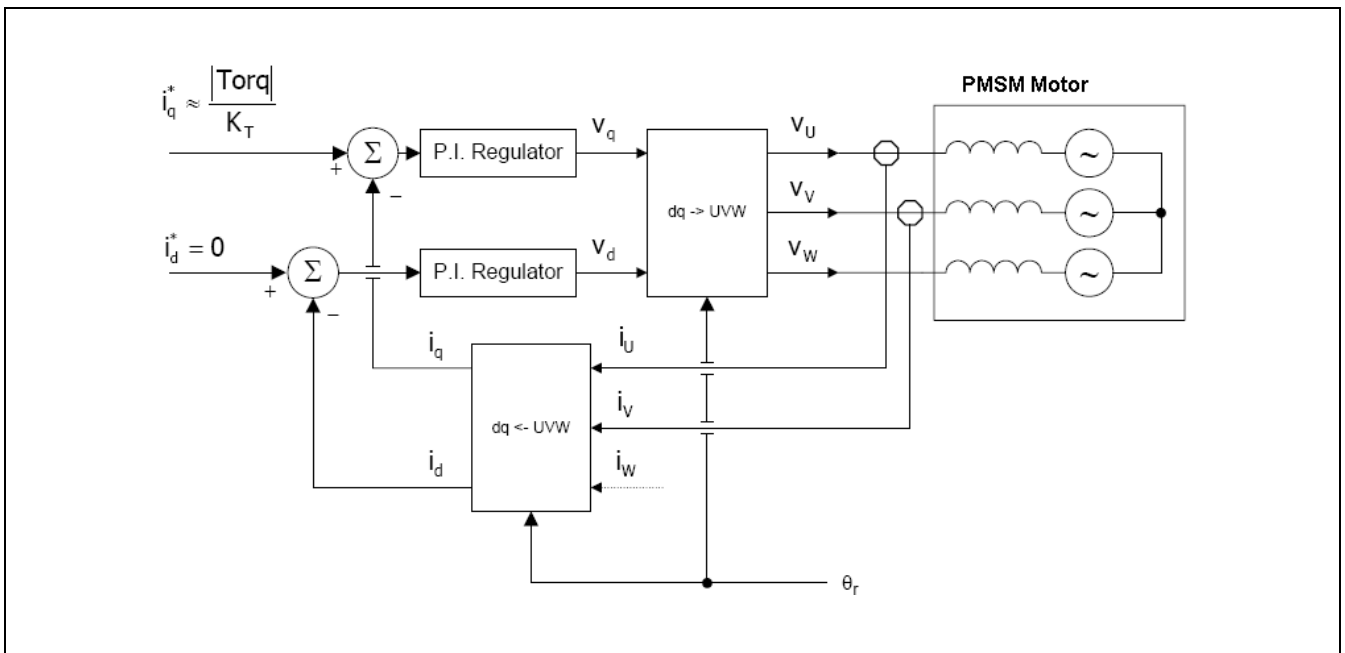 PMSM Motor
i*q ≈ |Torq| / KT
+
Σ
−
P.I. Regulator
vq
dq -> UVW
vU
vV
vW
~
~
~
i*d = 0
+
Σ
−
P.I. Regulator
vd
iq
id
dq <- UVW
iU
iV
iW
θr